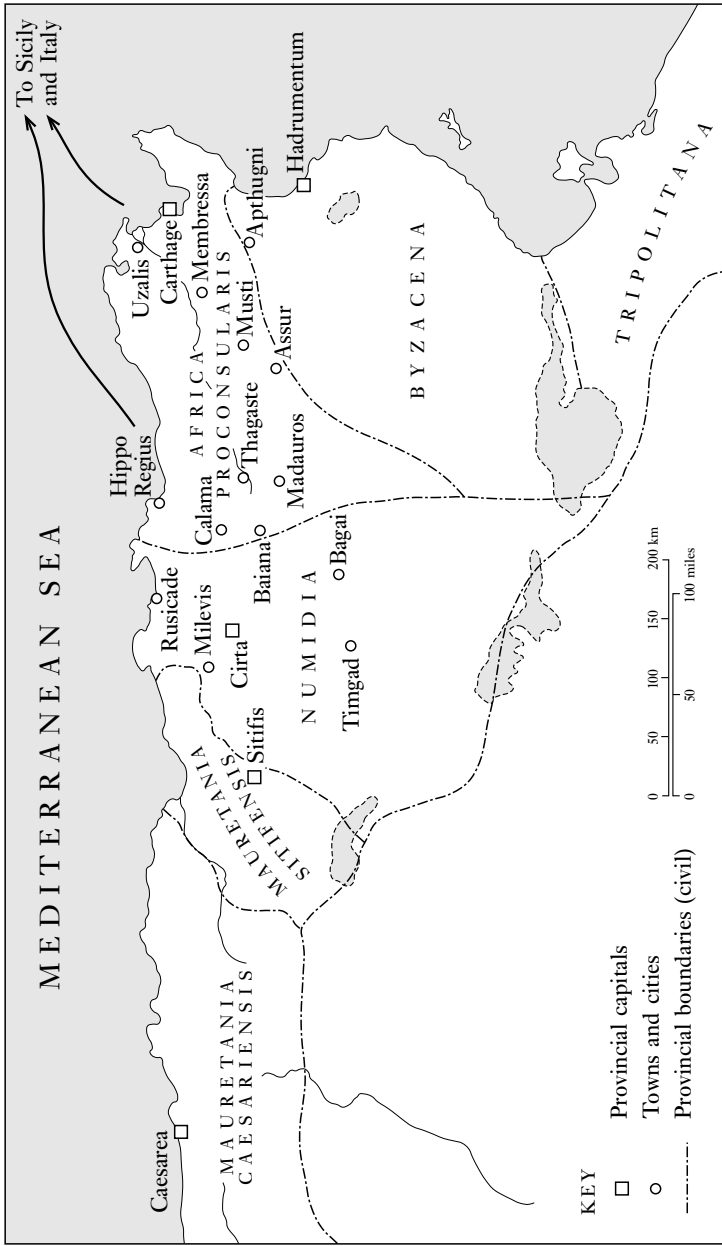 MEDITERRANEAN SEA
To Sicily
and Italy
Caesarea
MAURETANIA
CAESARIENSIS
MAURETANIA
SITIFENSIS
Sitifis
Rusicade
Milevis
Cirta
NUMIDIA
Timgad
Bagai
Baiana
Hippo
Regius
Calama
AFRICA
PROCONSULARIS
Thagaste
Madauros
Uzalis
Carthage
Membressa
Musti
Assur
Apthugni
Hadrumentum
BYZACENA
TRIPOLITANA
KEY
Provincial capitals
Towns and cities
Provincial boundaries (civil)
0 50 100 150 200 km
0 50 100 miles